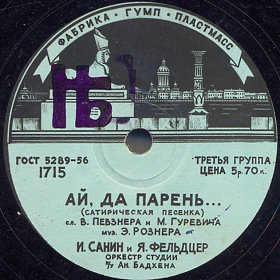 ФАБРИКА · ГУМП · ПЛАСТМАСС
ГОСТ 5289-56
1715
ТРЕТЬЯ ГРУППА
ЦЕНА 5р.70к.
АЙ, ДА ПАРЕНЬ...
(САТИРИЧЕСКАЯ ПЕСЕНКА)
сл. В. ПЕВЗНЕРА и М. ГУРЕВИЧА
муз. Э. РОЗНЕРА
И. САНИН и Я. ФЕЛЬДЦЕР
ОРКЕСТР СТУДИИ
п/у Ан. БАДХЕНА